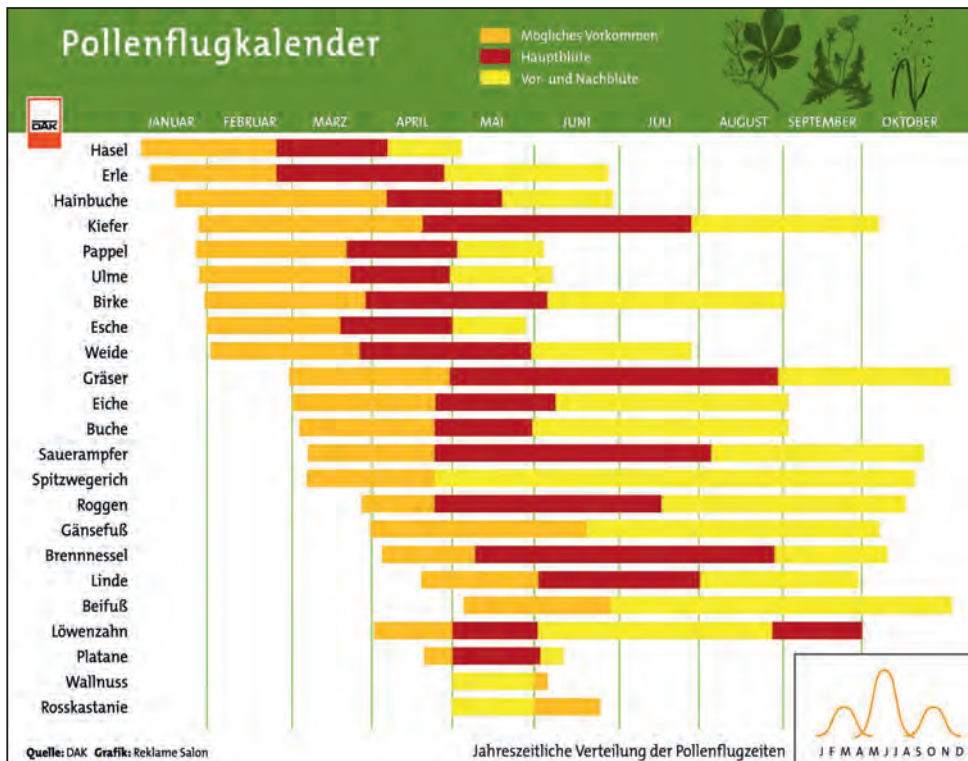 Pollenflugkalender
Mögliches Vorkommen
Hauptblüte
Vor- und Nachblüte
DAK
JANUAR FEBRUAR MÄRZ APRIL MAI JUNI JULI AUGUST SEPTEMBER OKTOBER
Hasel
Erle
Hainbuche
Kiefer
Pappel
Ulme
Birke
Esche
Weide
Gräser
Eiche
Buche
Sauerampfer
Spitzwegerich
Roggen
Gänsefuß
Brennnessel
Linde
Beifuß
Löwenzahn
Platane
Wallnuss
Rosskastanie
Quelle: DAK Grafik: Reklame Salon
Jahreszeitliche Verteilung der Pollenflugzeiten
J F M A M J J A S O N D